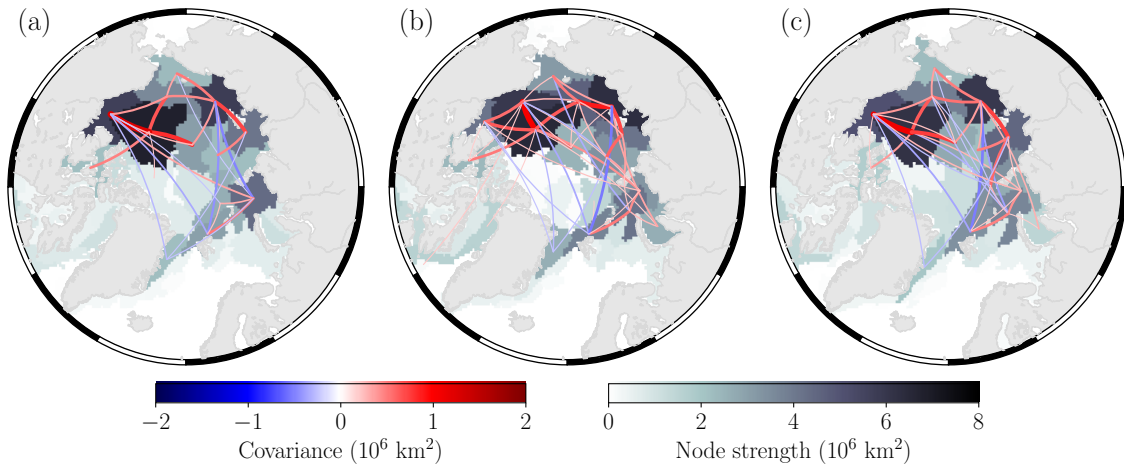 (a) (b) (c)
−2 −1 0 1 2 0 2 4 6 8
Covariance (10⁶ km²) Node strength (10⁶ km²)